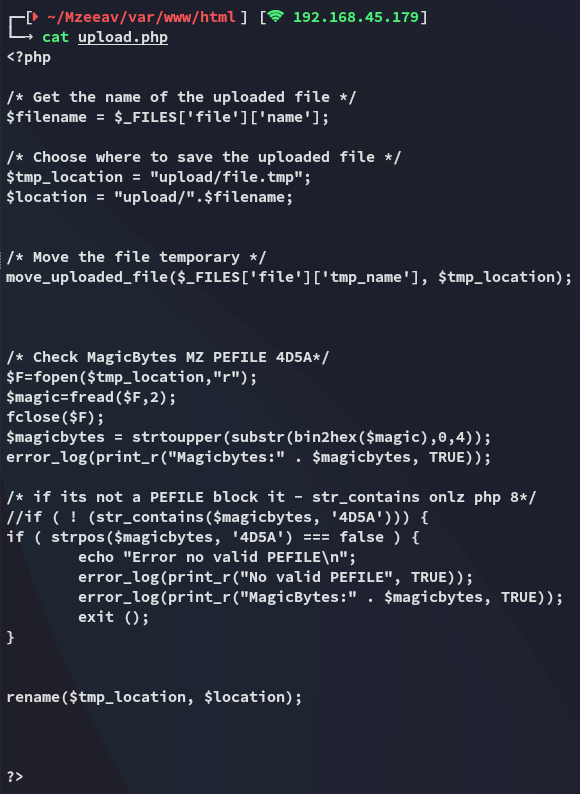 [ ~/Mzeeav/var/www/html ] [ 192.168.45.179]
cat upload.php
<?php
/* Get the name of the uploaded file */
$filename = $_FILES['file']['name'];
/* Choose where to save the uploaded file */
$tmp_location = "upload/file.tmp";
$location = "upload/".$filename;
/* Move the file temporary */
move_uploaded_file($_FILES['file']['tmp_name'], $tmp_location);
/* Check MagicBytes MZ PEFILE 4D5A*/
$F=fopen($tmp_location,"r");
$magic=fread($F,2);
fclose($F);
$magicbytes = strtoupper(substr(bin2hex($magic),0,4));
error_log(print_r("Magicbytes:" . $magicbytes, TRUE));
/* if its not a PEFILE block it - str_contains onlz php 8*/
//if ( ! (str_contains($magicbytes, '4D5A'))) {
if ( strpos($magicbytes, '4D5A') === false ) {
        echo "Error no valid PEFILE\n";
        error_log(print_r("No valid PEFILE", TRUE));
        error_log(print_r("MagicBytes:" . $magicbytes, TRUE));
        exit ();
}
rename($tmp_location, $location);
?>